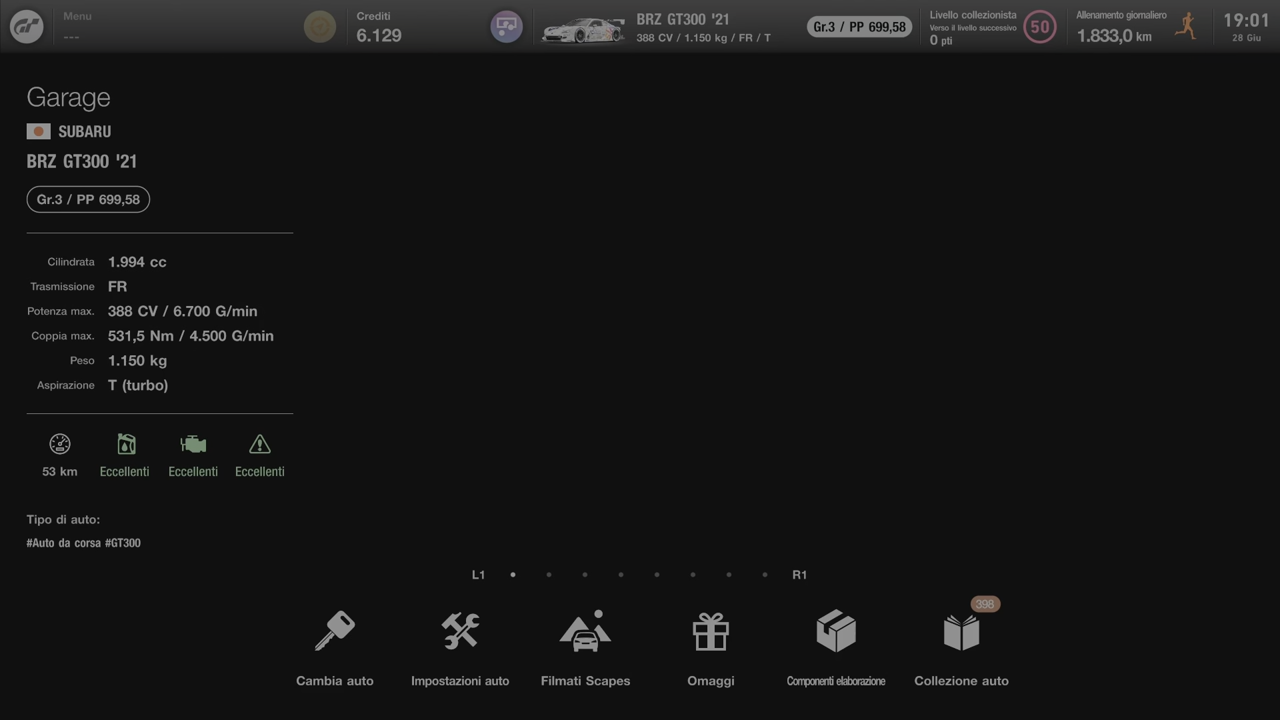 Menu
---
Crediti
6.129
BRZ GT300 '21
388 CV / 1.150 kg / FR / T
Gr.3 / PP 699,58
Livello collezionista
Verso il livello successivo
0 pti
50
Allenamento giornaliero
1.833,0 km
19:01
28 Giu
Garage
SUBARU
BRZ GT300 '21
Gr.3 / PP 699,58
Cilindrata 1.994 cc
Trasmissione FR
Potenza max. 388 CV / 6.700 G/min
Coppia max. 531,5 Nm / 4.500 G/min
Peso 1.150 kg
Aspirazione T (turbo)
53 km Eccellenti Eccellenti Eccellenti
Tipo di auto:
#Auto da corsa #GT300
L1 R1
398
Cambia auto Impostazioni auto Filmati Scapes Omaggi Componenti elaborazione Collezione auto